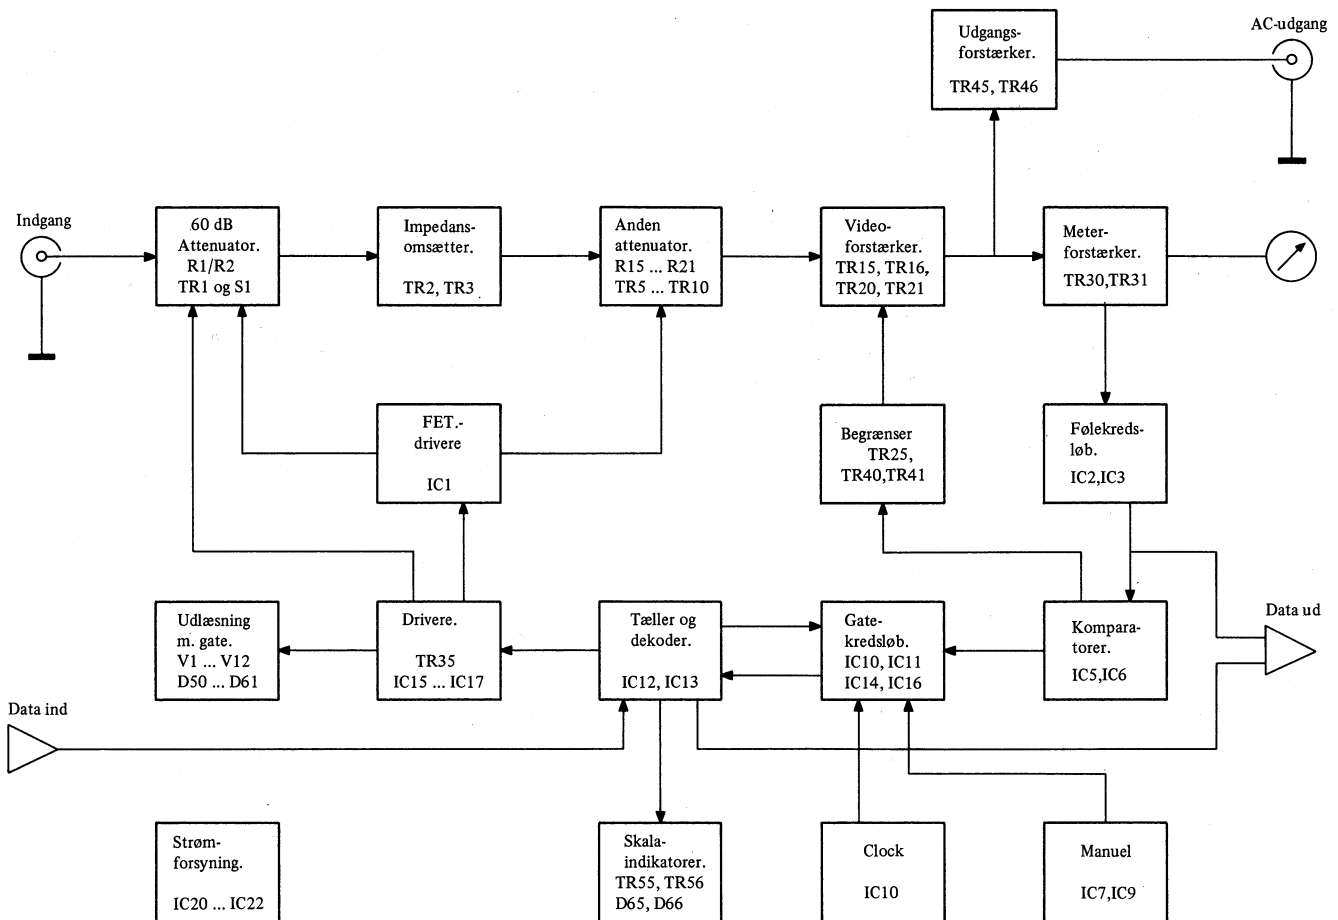 Udgangs-
forstærker.
TR45, TR46
AC-udgang
Indgang
60 dB
Attenuator.
R1/R2
TR1 og S1
Impedans-
omsætter.
TR2, TR3
Anden
attenuator.
R15 ... R21
TR5 ... TR10
Video-
forstærker.
TR15, TR16,
TR20, TR21
Meter-
forstærker.
TR30,TR31
FET.-
drivere
IC1
Begrænser
TR25,
TR40,TR41
Følekreds-
løb.
IC2,IC3
Udlæsning
m. gate.
V1 ... V12
D50 ... D61
Drivere.
TR35
IC15 ... IC17
Tæller og
dekoder.
IC12, IC13
Gate-
kredsløb.
IC10, IC11
IC14, IC16
Kompara-
torer.
IC5,IC6
Data ud
Data ind
Strøm-
forsyning.
IC20 ... IC22
Skala-
indikatorer.
TR55, TR56
D65, D66
Clock
IC10
Manuel
IC7,IC9